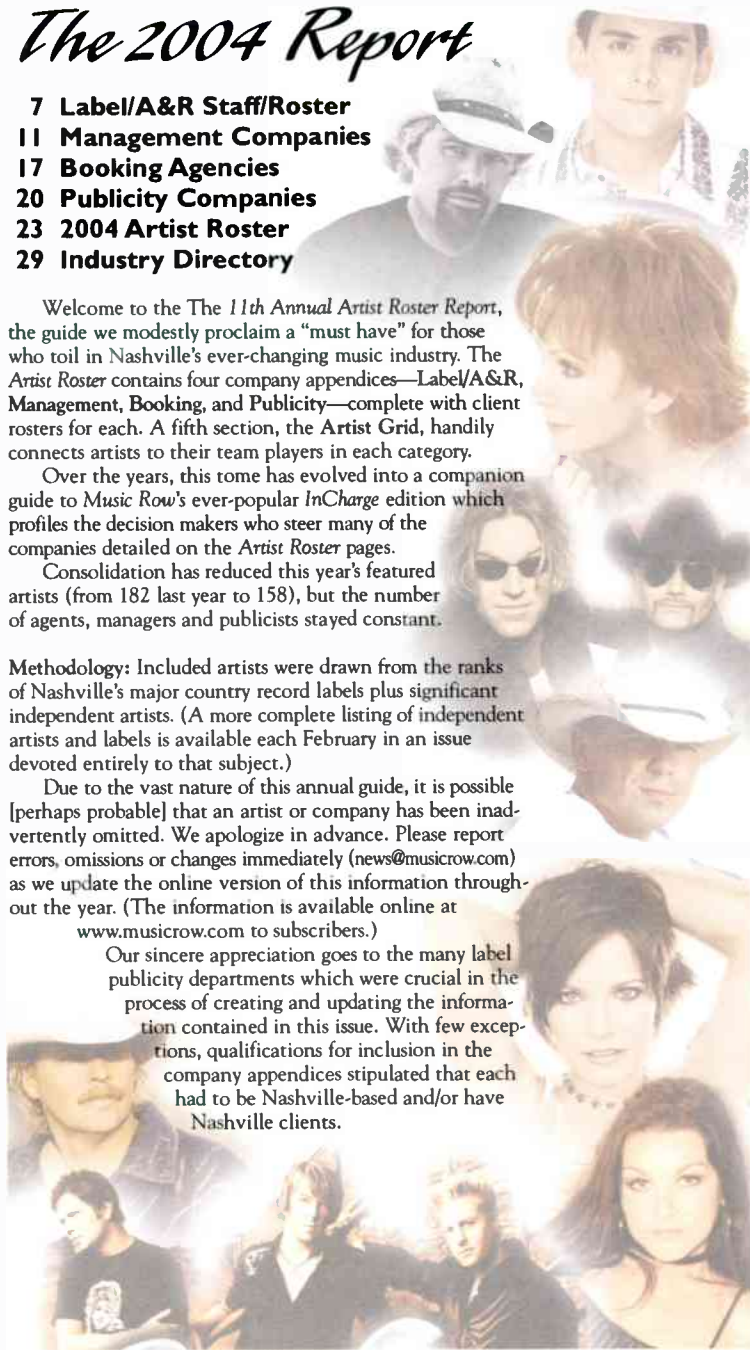 The 2004 Report
7 Label/A&R Staff/Roster
11 Management Companies
17 Booking Agencies
20 Publicity Companies
23 2004 Artist Roster
29 Industry Directory
Welcome to the The 11th Annual Artist Roster Report,
the guide we modestly proclaim a “must have” for those
who toil in Nashville's ever-changing music industry. The
Artist Roster contains four company appendices—Label/A&R,
Management, Booking, and Publicity—complete with client
rosters for each. A fifth section, the Artist Grid, handily
connects artists to their team players in each category.
Over the years, this tome has evolved into a companion
guide to Music Row's ever-popular InCharge edition which
profiles the decision makers who steer many of the
companies detailed on the Artist Roster pages.
Consolidation has reduced this year's featured
artists (from 182 last year to 158), but the number
of agents, managers and publicists stayed constant.
Methodology: Included artists were drawn from the ranks
of Nashville's major country record labels plus significant
independent artists. (A more complete listing of independent
artists and labels is available each February in an issue
devoted entirely to that subject.)
Due to the vast nature of this annual guide, it is possible
[perhaps probable] that an artist or company has been inad-
vertently omitted. We apologize in advance. Please report
errors, omissions or changes immediately (news@musicrow.com)
as we update the online version of this information through-
out the year. (The information is available online at
www.musicrow.com to subscribers.)
Our sincere appreciation goes to the many label
publicity departments which were crucial in the
process of creating and updating the informa-
tion contained in this issue. With few excep-
tions, qualifications for inclusion in the
company appendices stipulated that each
had to be Nashville-based and/or have
Nashville clients.